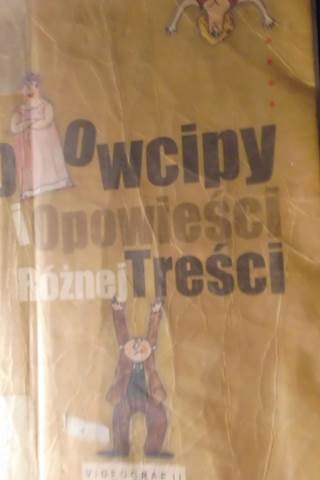 Dowcipy
i Opowieści
Różnej Treści
VIDEOGRAF II